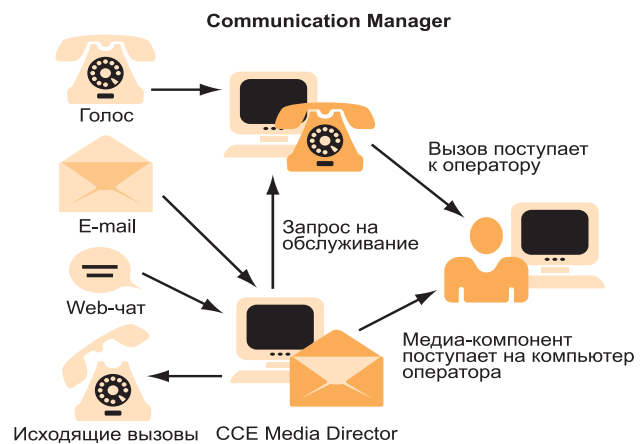 Communication Manager
Голос
Вызов поступает
к оператору
E-mail
Запрос на
обслуживание
Web-чат
Медиа-компонент
поступает на компьютер
оператора
Исходящие вызовы
CCE Media Director